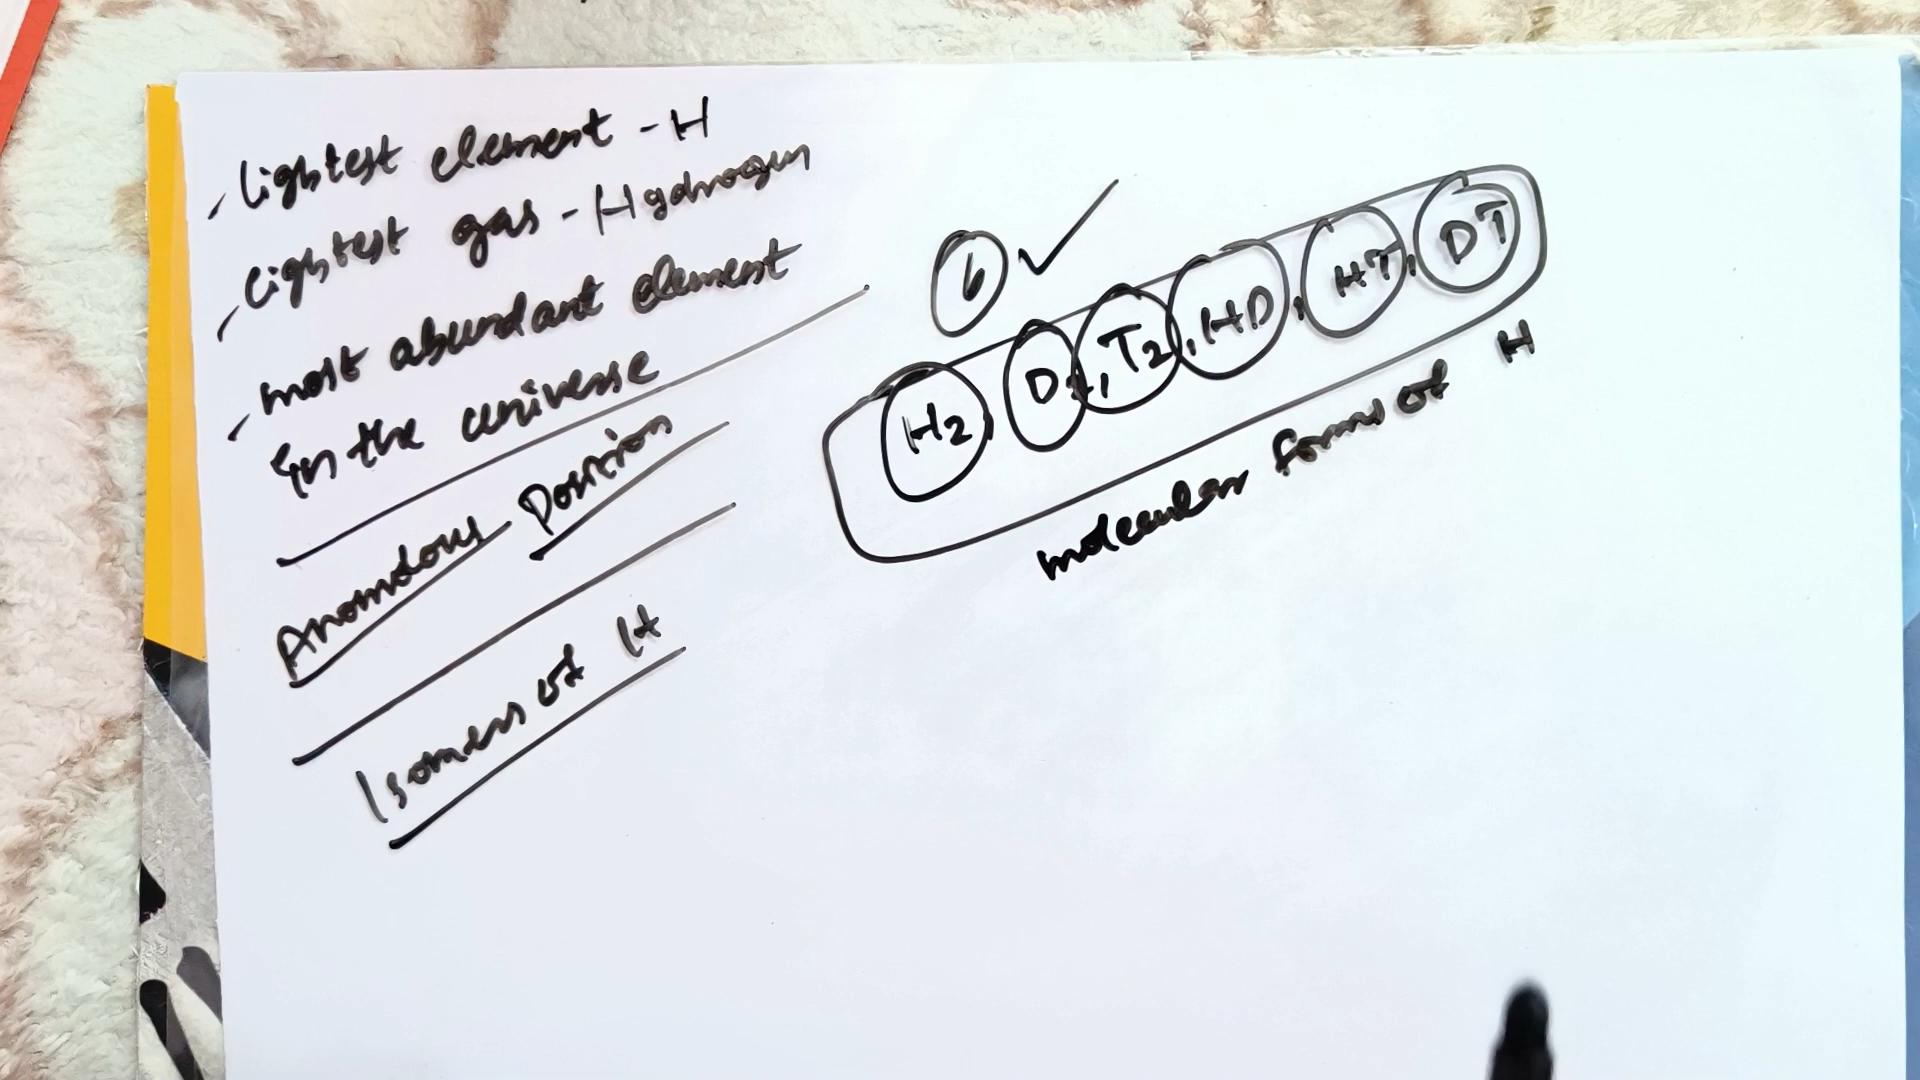 lightest element - H
lightest gas - Hydrogen
most abundant element
in the universe
Anomolous Position
Isomers of H
6 ✓
H2, D2, T2, HD, HT, DT
molecular forms of H